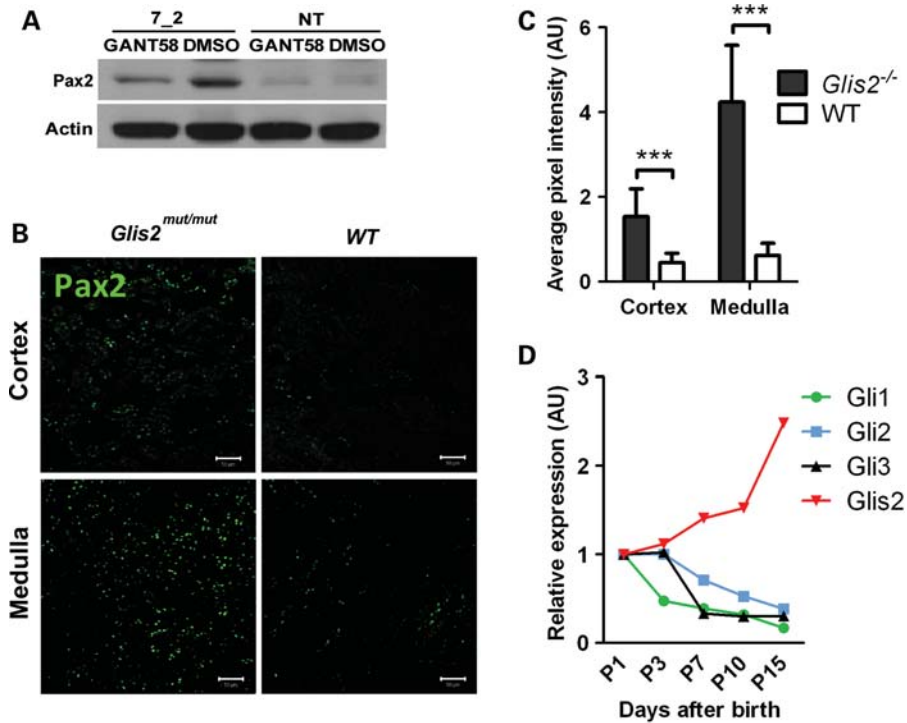 A
7_2
NT
GANT58 DMSO GANT58 DMSO
Pax2
Actin
B
Glis2 mut/mut
WT
Pax2
Cortex
Medulla
C
Average pixel intensity (AU)
6
4
2
0
***
***
Glis2-/-
WT
Cortex
Medulla
D
Relative expression (AU)
3
2
1
0
Gli1
Gli2
Gli3
Glis2
P1
P3
P7
P10
P15
Days after birth